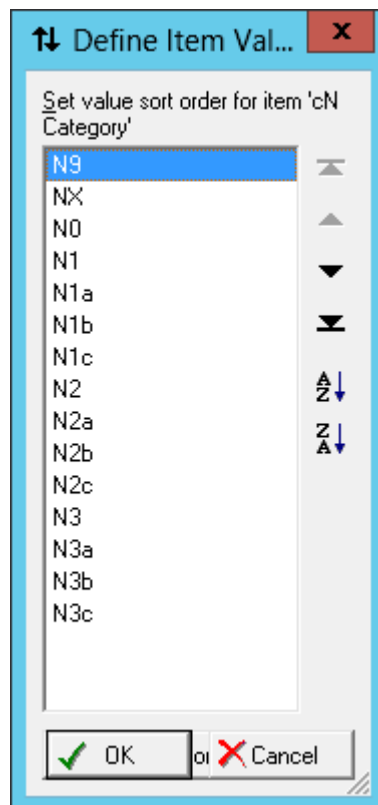 Define Item Val...
x
Set value sort order for item 'cN
Category'
N9
NX
N0
N1
N1a
N1b
N1c
N2
N2a
N2b
N2c
N3
N3a
N3b
N3c
A
Z
Z
A
OK
Cancel